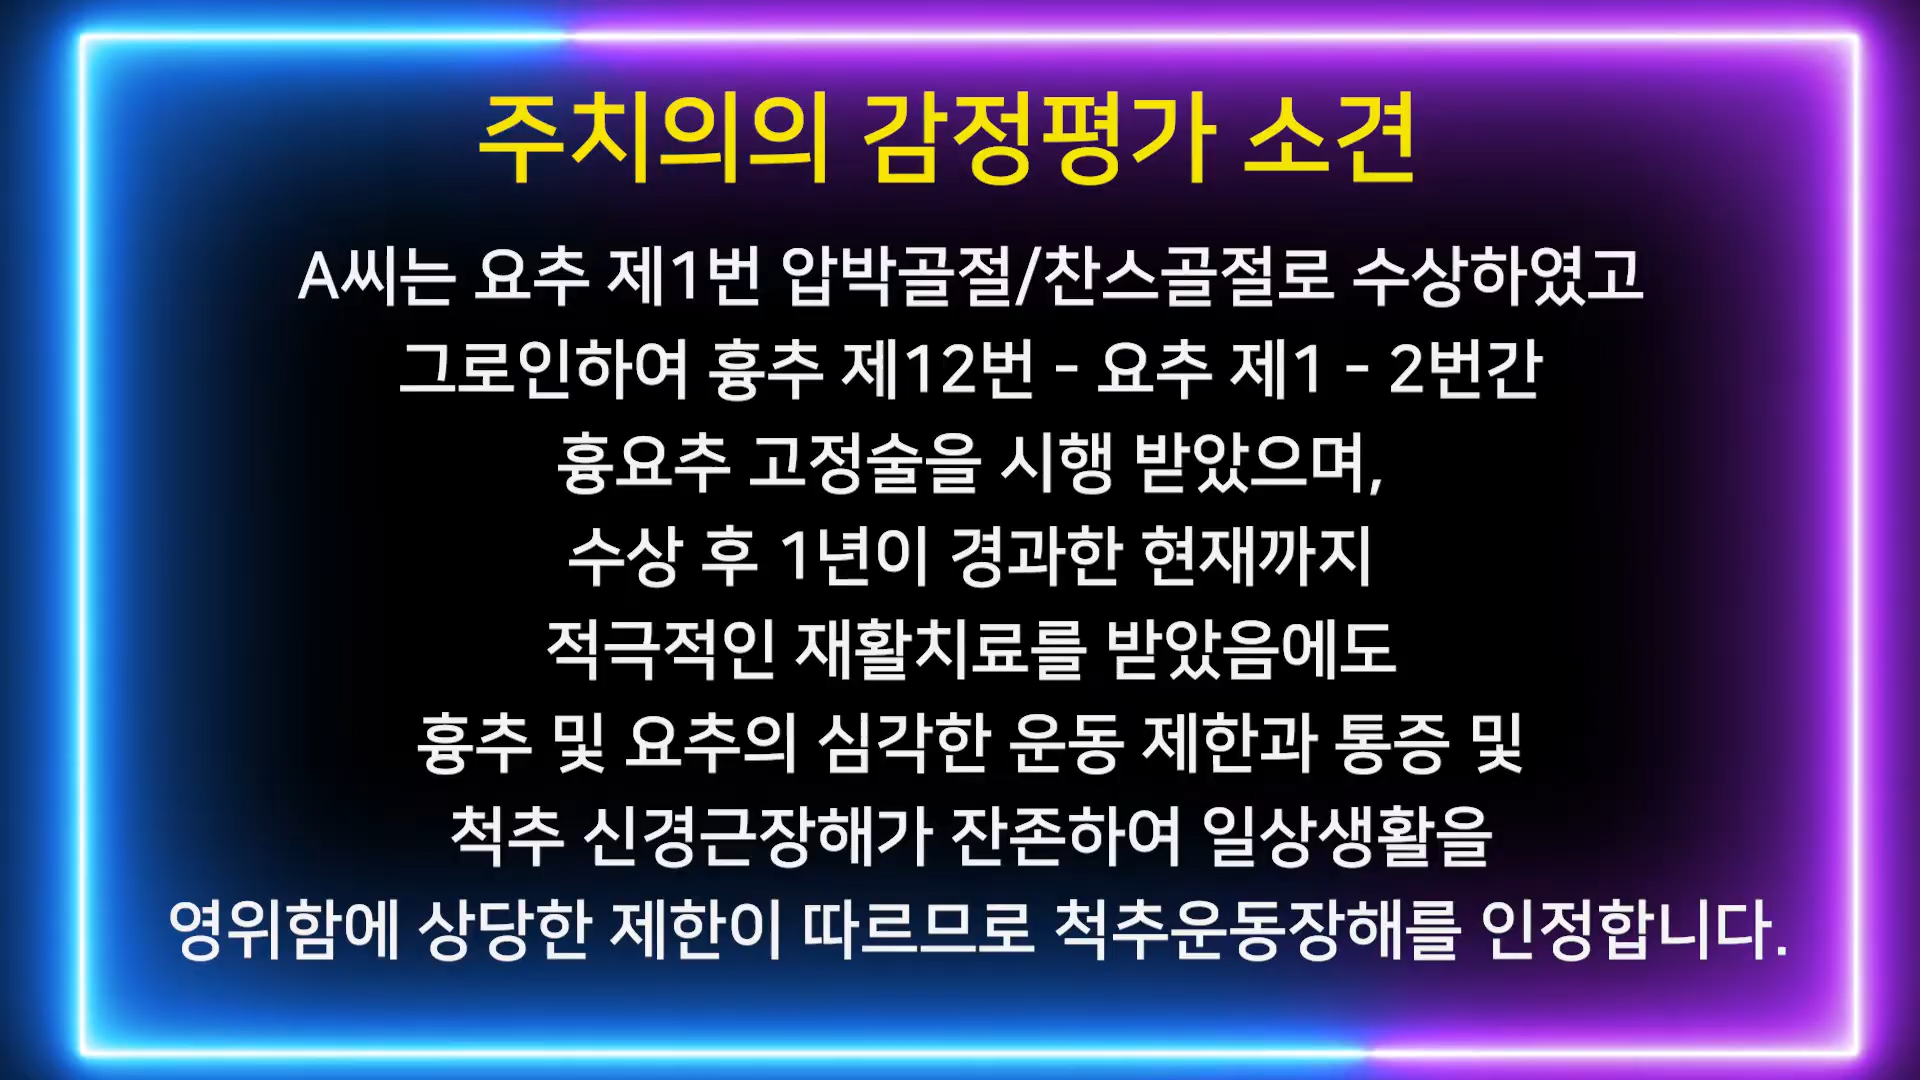 주치의의 감정평가 소견
A씨는 요추 제1번 압박골절/찬스골절로 수상하였고
그로인하여 흉추 제12번 - 요추 제1 - 2번간
흉요추 고정술을 시행 받았으며,
수상 후 1년이 경과한 현재까지
적극적인 재활치료를 받았음에도
흉추 및 요추의 심각한 운동 제한과 통증 및
척추 신경근장해가 잔존하여 일상생활을
영위함에 상당한 제한이 따르므로 척추운동장해를 인정합니다.